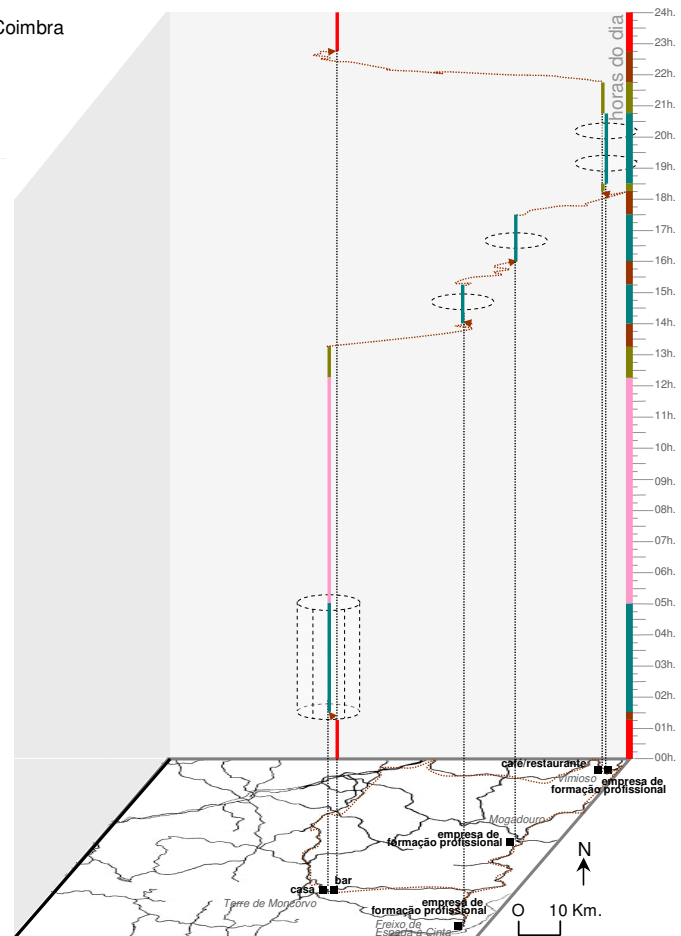 Coimbra
horas do dia
24h.
23h.
22h.
21h.
20h.
19h.
18h.
17h.
16h.
15h.
14h.
13h.
12h.
11h.
10h.
09h.
08h.
07h.
06h.
05h.
04h.
03h.
02h.
01h.
00h.
café/restaurante
Vimioso
empresa de
formação profissional
Mogadouro
empresa de
formação profissional
N
bar
casa
Terre de Moncorvo
empresa de
formação profissional
Freixo de
Espada à Cinta
O 10 Km.